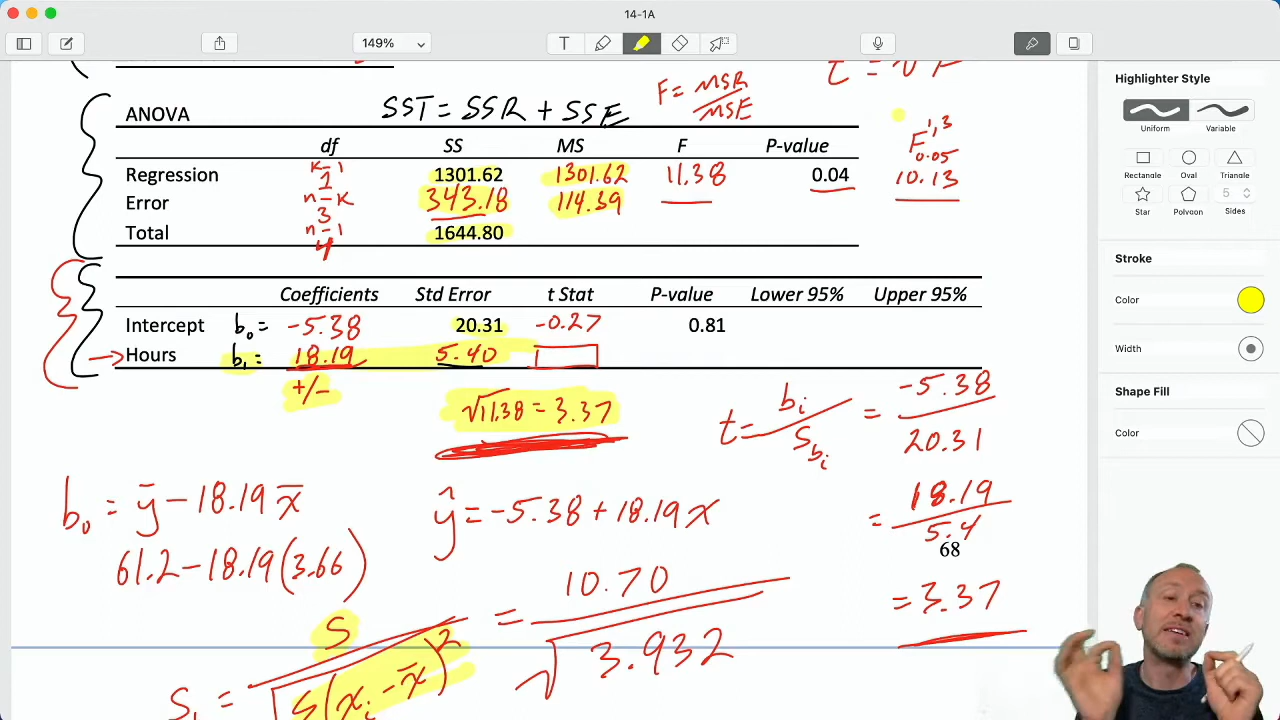 14-1A
149%
T
Highlighter Style
Uniform Variable
Rectangle Oval Triangle
Star Polygon Sides
5
Stroke
Color
Width
Shape Fill
Color
t = √F
ANOVA SST = SSR + SSE F = MSR / MSE
df SS MS F P-value
Regression k-1 1 1301.62 1301.62 11.38 0.04
Error n-k 3 343.18 114.39
Total n-1 4 1644.80
F 1,3
0.05
10.13
Coefficients Std Error t Stat P-value Lower 95% Upper 95%
Intercept b₀ = -5.38 20.31 -0.27 0.81
Hours b₁ = 18.19 5.40
+/-
√11.38 = 3.37
t = bᵢ / S_bᵢ = -5.38 / 20.31
= 18.19 / 5.4
68
= 3.37
b₀ = ȳ - 18.19 x̄
61.2 - 18.19 (3.66)
ŷ = -5.38 + 18.19x
S = 10.70
√ 3.932
Σ(xᵢ - x̄)²